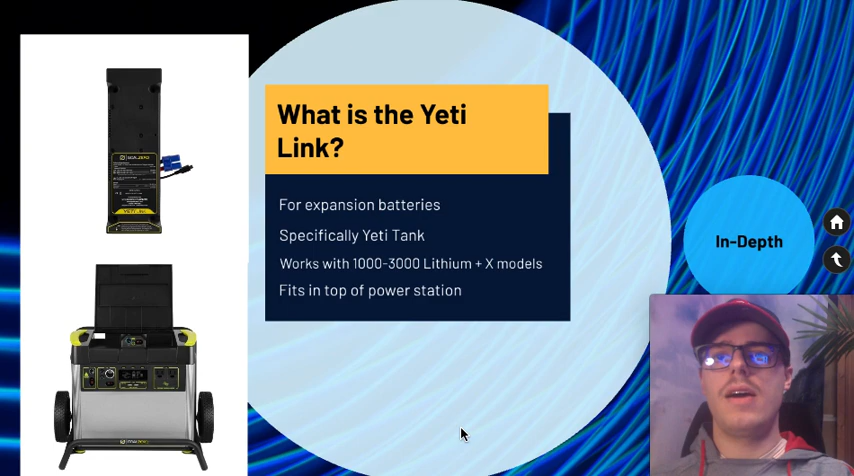 What is the Yeti
Link?
For expansion batteries
Specifically Yeti Tank
Works with 1000-3000 Lithium + X models
Fits in top of power station
In-Depth